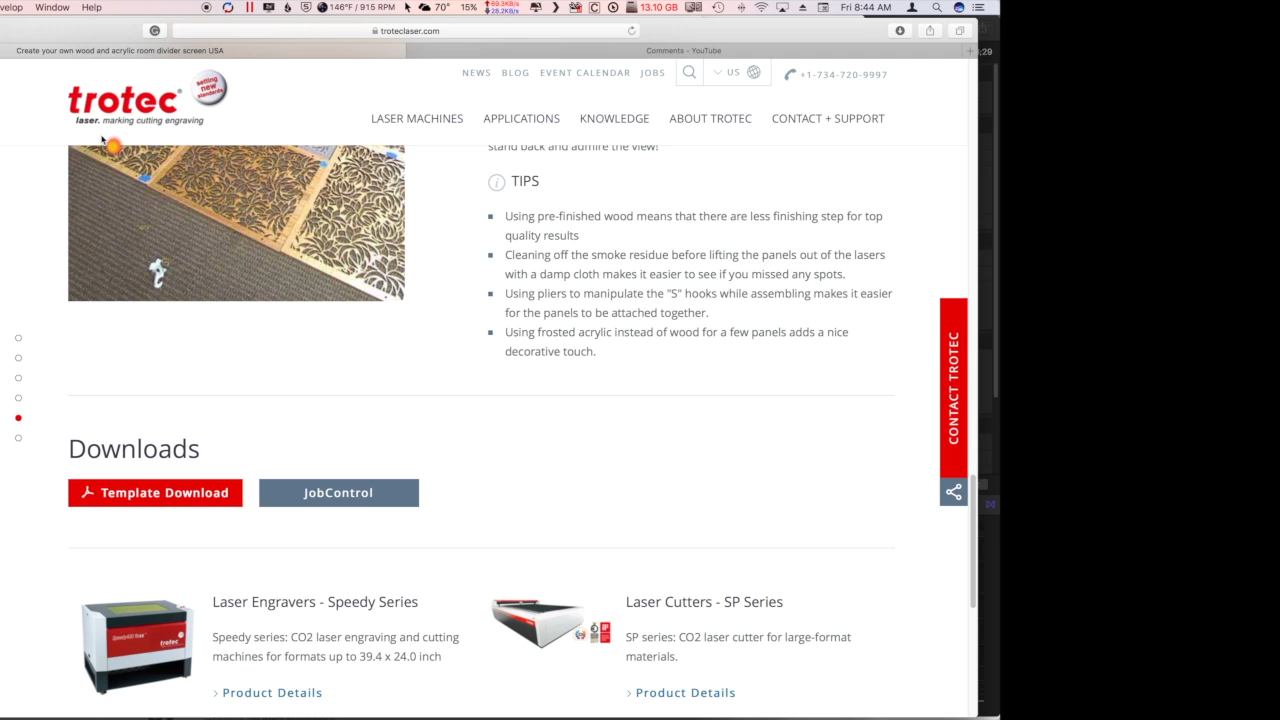 velop Window Help 146°F / 915 RPM 70° 15% 69.3KB/s 28.2KB/s 13.10 GB Fri 8:44 AM
troteclaser.com
Create your own wood and acrylic room divider screen USA Comments - YouTube :29
NEWS BLOG EVENT CALENDAR JOBS US +1-734-720-9997
trotec
setting new standards
laser. marking cutting engraving
LASER MACHINES APPLICATIONS KNOWLEDGE ABOUT TROTEC CONTACT + SUPPORT
stand back and admire the view!
TIPS
Using pre-finished wood means that there are less finishing step for top
quality results
Cleaning off the smoke residue before lifting the panels out of the lasers
with a damp cloth makes it easier to see if you missed any spots.
Using pliers to manipulate the "S" hooks while assembling makes it easier
for the panels to be attached together.
Using frosted acrylic instead of wood for a few panels adds a nice
decorative touch.
CONTACT TROTEC
Downloads
Template Download JobControl
Laser Engravers - Speedy Series
Speedy series: CO2 laser engraving and cutting
machines for formats up to 39.4 x 24.0 inch
Product Details
Laser Cutters - SP Series
SP series: CO2 laser cutter for large-format
materials.
Product Details